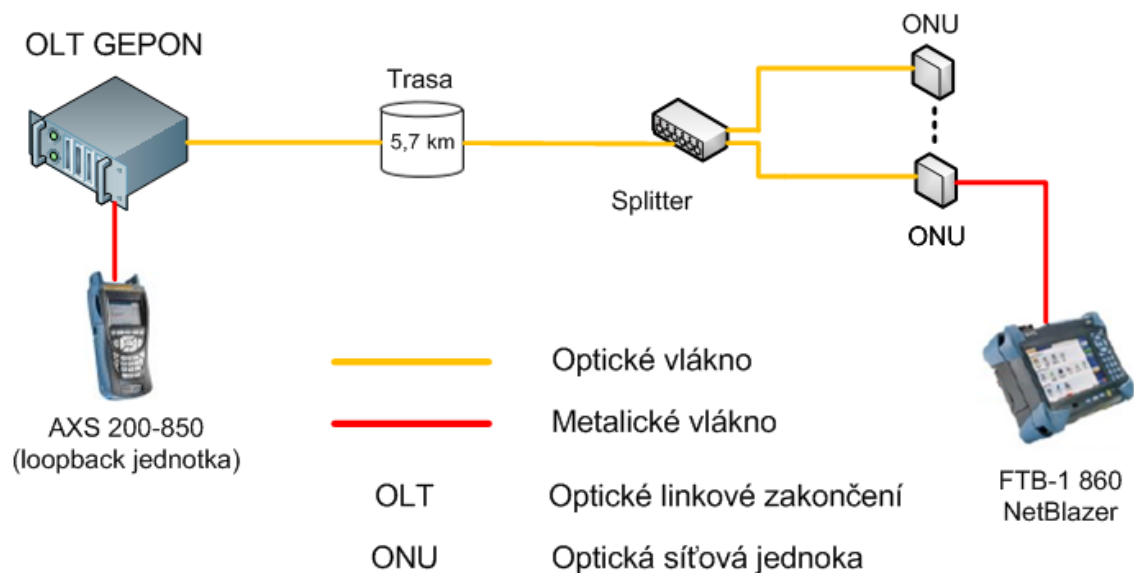 OLT GEPON
Trasa
5,7 km
Splitter
ONU
ONU
AXS 200-850
(loopback jednotka)
FTB-1 860
NetBlazer
Optické vlákno
Metalické vlákno
OLT Optické linkové zakončení
ONU Optická síťová jednoka